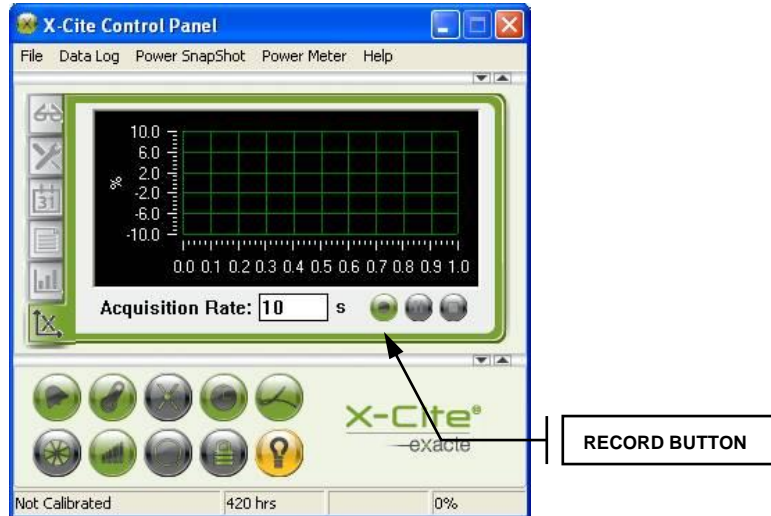 X-Cite Control Panel
File Data Log Power SnapShot Power Meter Help
31
10.0
6.0
2.0
-2.0
-6.0
-10.0
%
0.0 0.1 0.2 0.3 0.4 0.5 0.6 0.7 0.8 0.9 1.0
X
Acquisition Rate: 10 s
X-Cite®
eXacte
RECORD BUTTON
Not Calibrated 420 hrs 0%